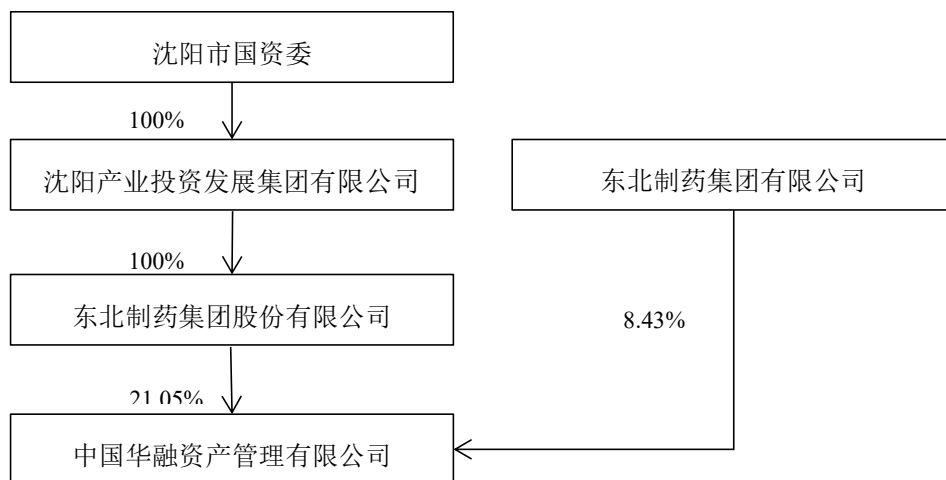 沈阳市国资委
100%
沈阳产业投资发展集团有限公司
东北制药集团有限公司
100%
东北制药集团股份有限公司
8.43%
21.05%
中国华融资产管理有限公司